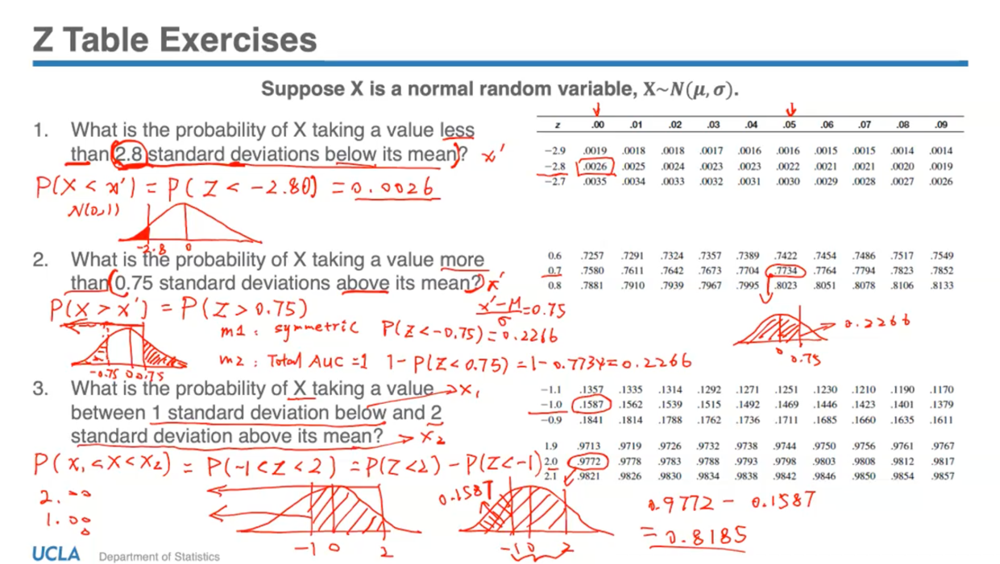 Z Table Exercises
Suppose X is a normal random variable, X~N(μ, σ).
1. What is the probability of X taking a value less
than 2.8 standard deviations below its mean? x'
P(X < x') = P(Z < -2.80) = 0.0026
N(0,1)
-2.8 0
z .00 .01 .02 .03 .04 .05 .06 .07 .08 .09
−2.9 .0019 .0018 .0018 .0017 .0016 .0016 .0015 .0015 .0014 .0014
−2.8 .0026 .0025 .0024 .0023 .0023 .0022 .0021 .0021 .0020 .0019
−2.7 .0035 .0034 .0033 .0032 .0031 .0030 .0029 .0028 .0027 .0026
2. What is the probability of X taking a value more
than (0.75 standard deviations above its mean?) x'
P(X > x') = P(Z > 0.75)
x'-μ/σ = 0.75
m1: symmetric P(Z<-0.75)=0.2266
m2: Total AUC =1 1-P(Z<0.75)=1-0.7734=0.2266
-0.75 0 0.75
0.6 .7257 .7291 .7324 .7357 .7389 .7422 .7454 .7486 .7517 .7549
0.7 .7580 .7611 .7642 .7673 .7704 .7734 .7764 .7794 .7823 .7852
0.8 .7881 .7910 .7939 .7967 .7995 .8023 .8051 .8078 .8106 .8133
0.2266
0 0.75
3. What is the probability of X taking a value → x1
between 1 standard deviation below and 2
standard deviation above its mean? → x2
P(x1<X<x2) = P(-1<Z<2) = P(Z<2) - P(Z<-1)
2.00
1.00
0
-1 0 2
0.1587
-1 0 2
−1.1 .1357 .1335 .1314 .1292 .1271 .1251 .1230 .1210 .1190 .1170
−1.0 .1587 .1562 .1539 .1515 .1492 .1469 .1446 .1423 .1401 .1379
−0.9 .1841 .1814 .1788 .1762 .1736 .1711 .1685 .1660 .1635 .1611
1.9 .9713 .9719 .9726 .9732 .9738 .9744 .9750 .9756 .9761 .9767
2.0 .9772 .9778 .9783 .9788 .9793 .9798 .9803 .9808 .9812 .9817
2.1 .9821 .9826 .9830 .9834 .9838 .9842 .9846 .9850 .9854 .9857
0.9772 - 0.1587
= 0.8185
UCLA Department of Statistics